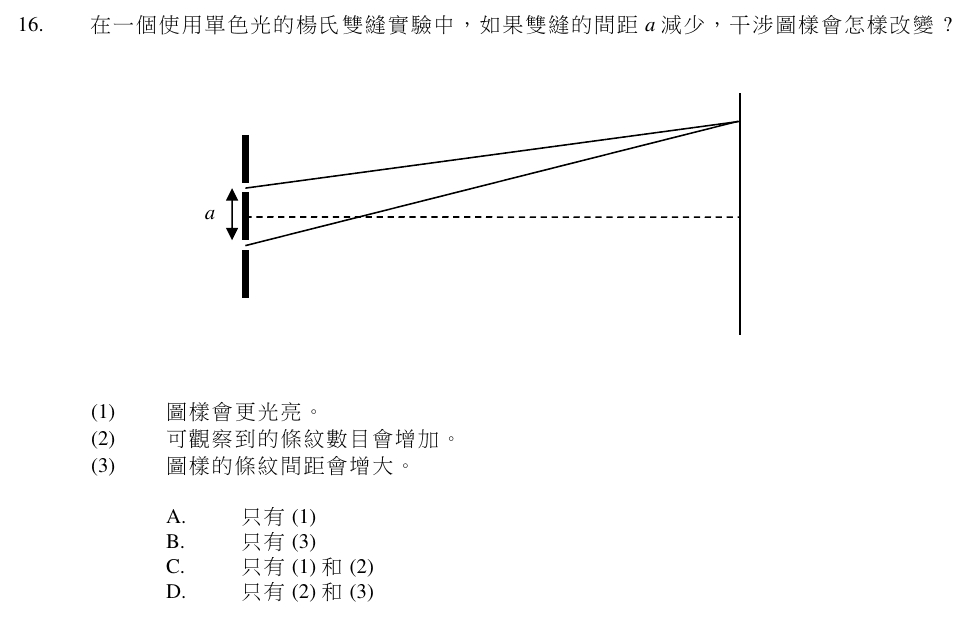 16. 在一個使用單色光的楊氏雙縫實驗中，如果雙縫的間距 a 減少，干涉圖樣會怎樣改變？
a
(1) 圖樣會更光亮。
(2) 可觀察到的條紋數目會增加。
(3) 圖樣的條紋間距會增大。
A. 只有 (1)
B. 只有 (3)
C. 只有 (1) 和 (2)
D. 只有 (2) 和 (3)